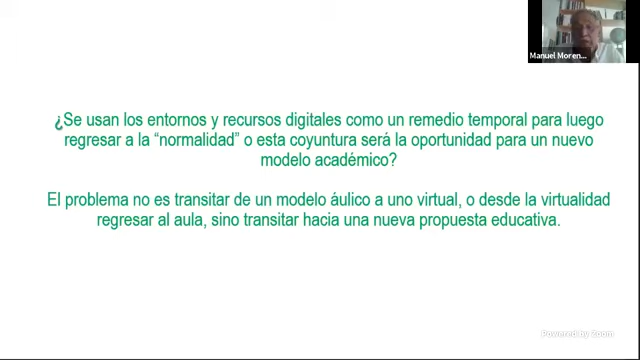 Manuel Moren...
¿Se usan los entornos y recursos digitales como un remedio temporal para luego
regresar a la “normalidad” o esta coyuntura será la oportunidad para un nuevo
modelo académico?
El problema no es transitar de un modelo áulico a uno virtual, o desde la virtualidad
regresar al aula, sino transitar hacia una nueva propuesta educativa.
Powered by Zoom